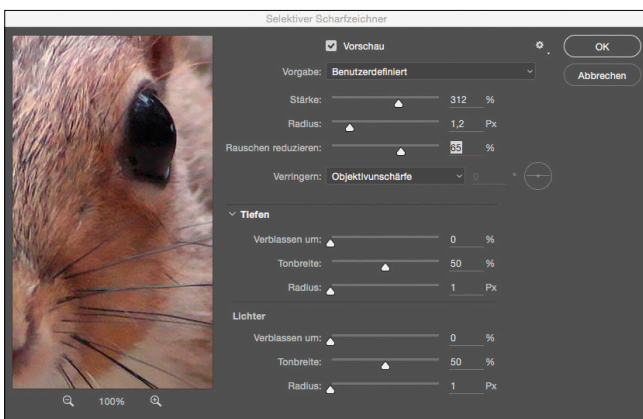 Selektiver Scharfzeichner
Vorschau
OK
Vorgabe: Benutzerdefiniert
Abbrechen
Stärke: 312 %
Radius: 1,2 Px
Rauschen reduzieren: 65 %
Verringern: Objektivunschärfe 0 °
Tiefen
Verblassen um: 0 %
Tonbreite: 50 %
Radius: 1 Px
Lichter
Verblassen um: 0 %
Tonbreite: 50 %
Radius: 1 Px
100%